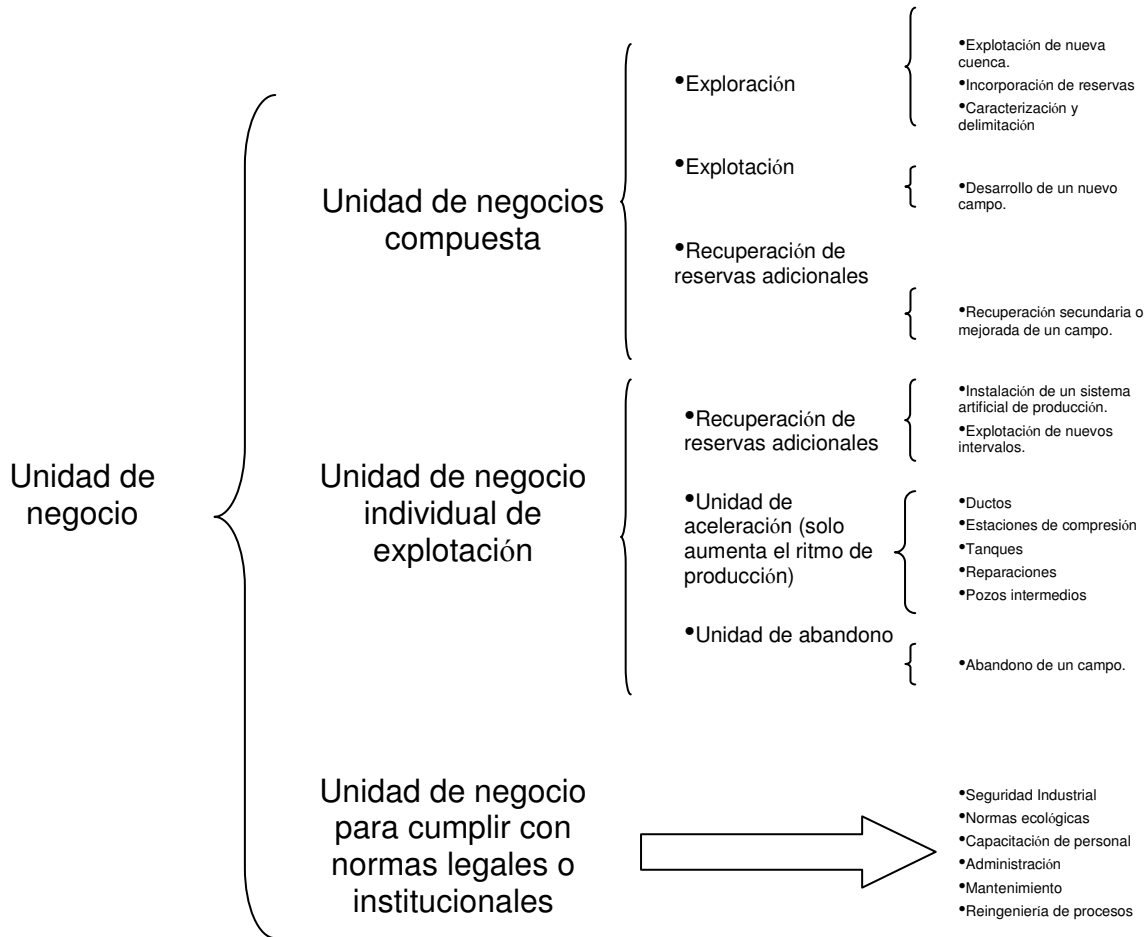 Unidad de
negocio
Unidad de negocios
compuesta
•Exploración
•Explotación de nueva
cuenca.
•Incorporación de reservas
•Caracterización y
delimitación
•Explotación
•Desarrollo de un nuevo
campo.
•Recuperación de
reservas adicionales
•Recuperación secundaria o
mejorada de un campo.
Unidad de negocio
individual de
explotación
•Recuperación de
reservas adicionales
•Instalación de un sistema
artificial de producción.
•Explotación de nuevos
intervalos.
•Unidad de
aceleración (solo
aumenta el ritmo de
producción)
•Ductos
•Estaciones de compresión
•Tanques
•Reparaciones
•Pozos intermedios
•Unidad de abandono
•Abandono de un campo.
Unidad de negocio
para cumplir con
normas legales o
institucionales
•Seguridad Industrial
•Normas ecológicas
•Capacitación de personal
•Administración
•Mantenimiento
•Reingeniería de procesos